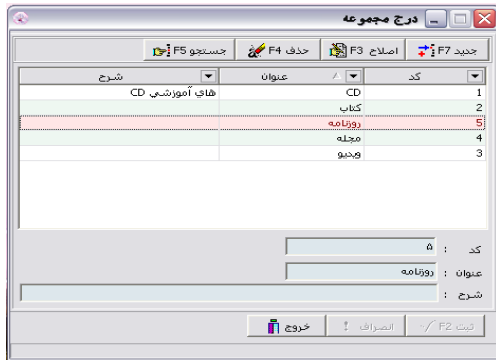 درج مجموعه
جدید F7 اصلاح F3 حذف F4 جستجو F5
کد عنوان شرح
1 CD هاي آموزشي CD
2 کتاب
5 روزنامه
4 مجله
3 ویدیو
کد : ۵
عنوان : روزنامه
شرح :
ثبت F2 انصراف خروج